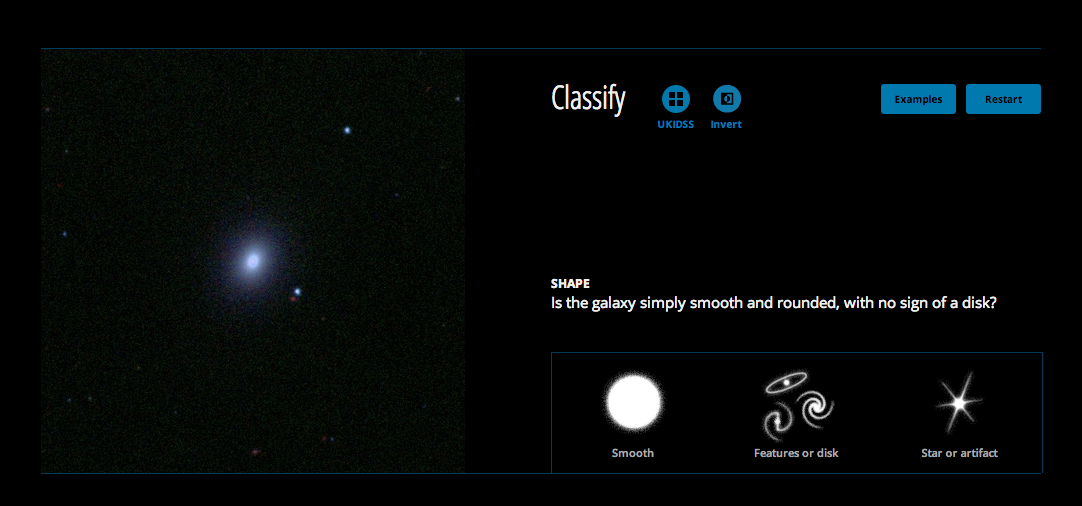 Classify
UKIDSS
Invert
Examples
Restart
SHAPE
Is the galaxy simply smooth and rounded, with no sign of a disk?
Smooth
Features or disk
Star or artifact